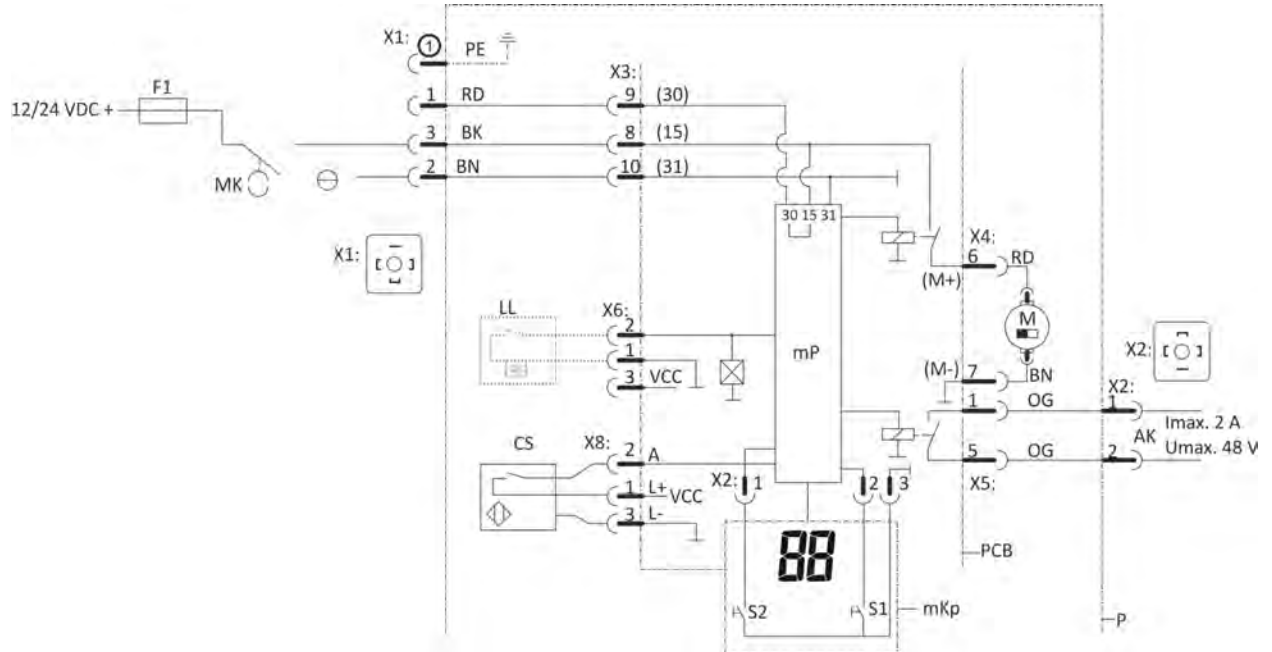 X1: 1 PE
X3:
F1
12/24 VDC +
1 RD 9 (30)
3 BK 8 (15)
2 BN 10 (31)
MK
30 15 31
X1:
X4:
6 RD
(M+)
LL
X6:
2
1
3 VCC
mP
M
X2:
(M-) 7 BN
X2:
1 OG 1
Imax. 2 A
AK
Umax. 48 V
5 OG 2
X5:
CS
X8: 2 A
1 L+ VCC
3 L-
X2: 1 2 3
88
PCB
S2 S1 mKp
P